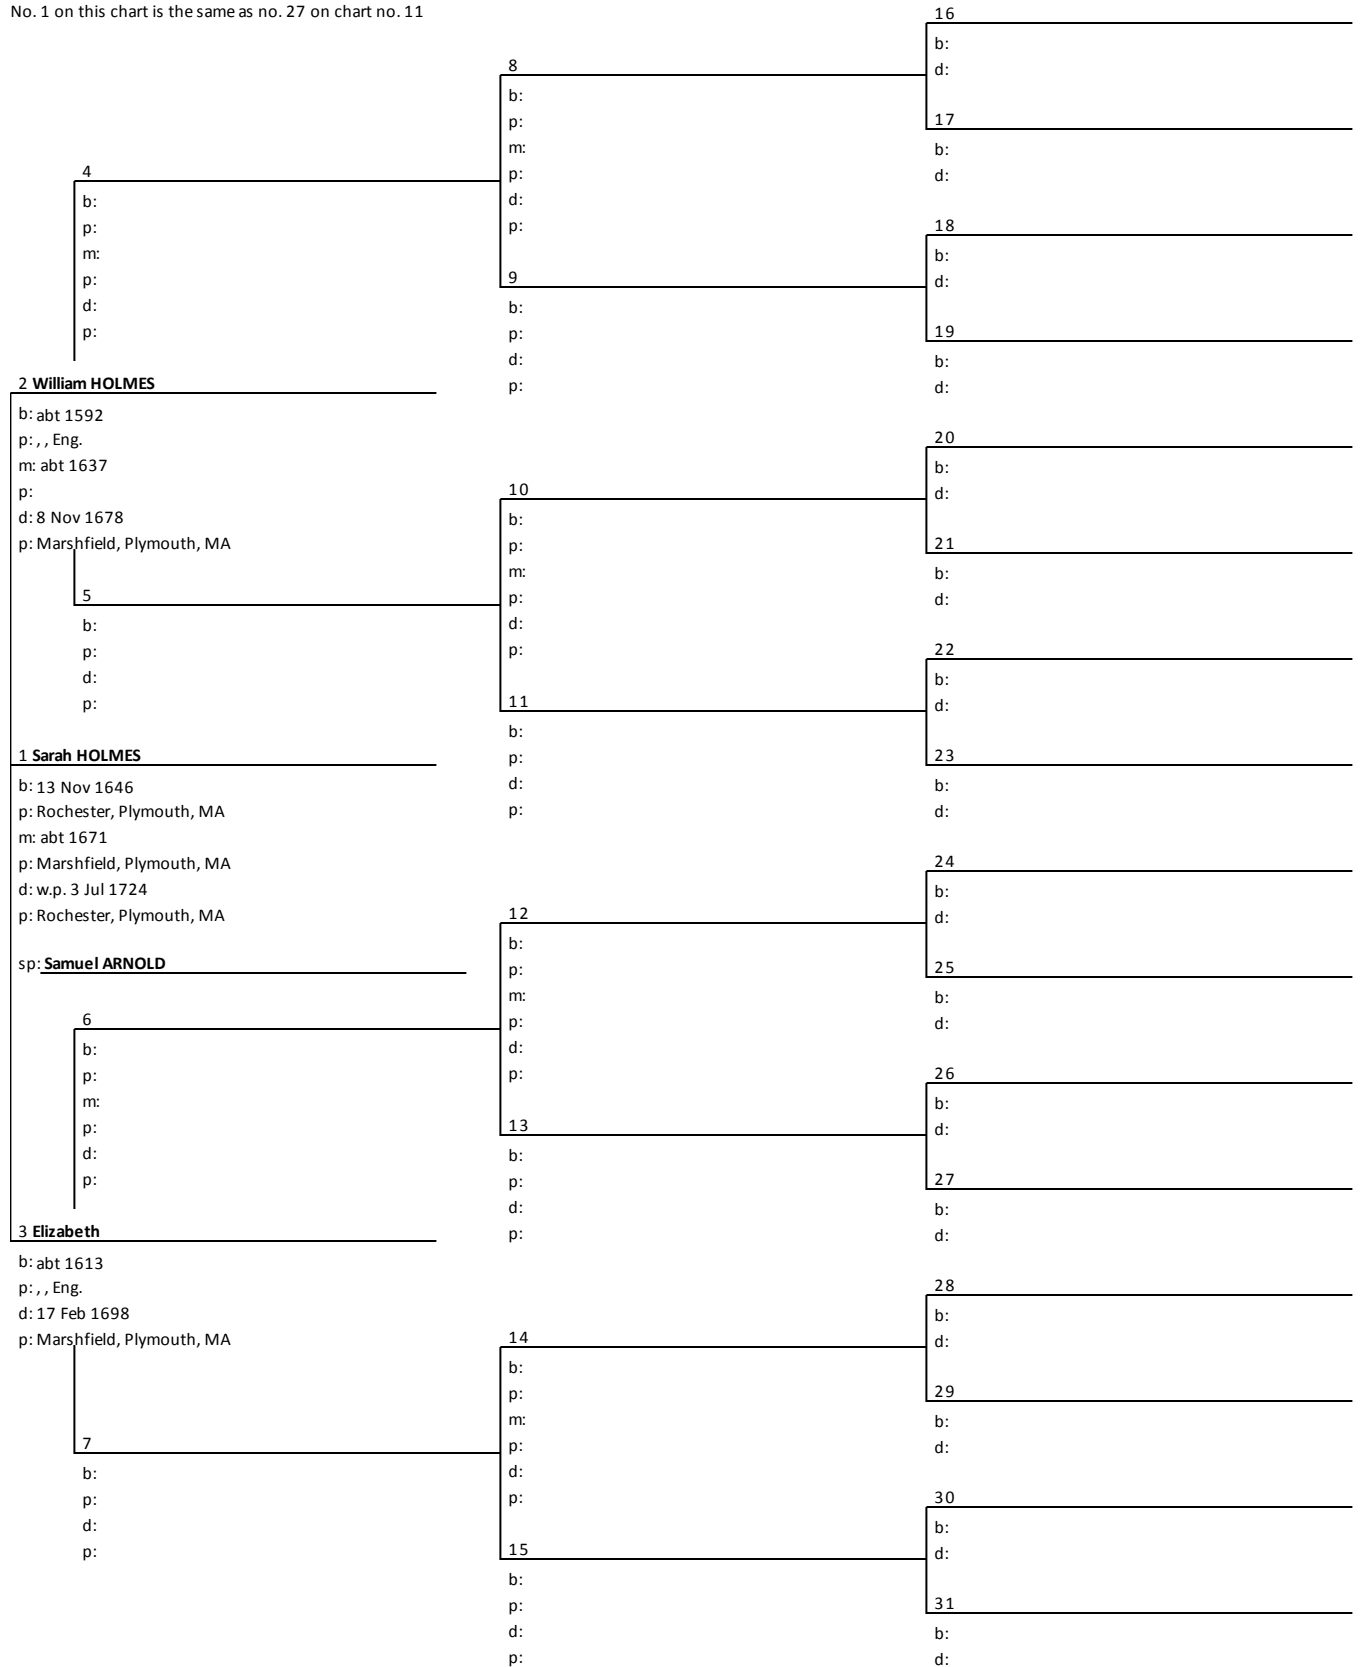 No. 1 on this chart is the same as no. 27 on chart no. 11
2 William HOLMES
b: abt 1592
p: , , Eng.
m: abt 1637
p:
d: 8 Nov 1678
p: Marshfield, Plymouth, MA
1 Sarah HOLMES
b: 13 Nov 1646
p: Rochester, Plymouth, MA
m: abt 1671
p: Marshfield, Plymouth, MA
d: w.p. 3 Jul 1724
p: Rochester, Plymouth, MA
sp: Samuel ARNOLD
3 Elizabeth
b: abt 1613
p: , , Eng.
d: 17 Feb 1698
p: Marshfield, Plymouth, MA
4
b:
p:
m:
p:
d:
p:
5
b:
p:
d:
p:
6
b:
p:
m:
p:
d:
p:
7
b:
p:
d:
p:
8
b:
p:
m:
p:
d:
p:
9
b:
p:
d:
p:
10
b:
p:
m:
p:
d:
p:
11
b:
p:
d:
p:
12
b:
p:
m:
p:
d:
p:
13
b:
p:
d:
p:
14
b:
p:
m:
p:
d:
p:
15
b:
p:
d:
p:
16
b:
d:
17
b:
d:
18
b:
d:
19
b:
d:
20
b:
d:
21
b:
d:
22
b:
d:
23
b:
d:
24
b:
d:
25
b:
d:
26
b:
d:
27
b:
d:
28
b:
d:
29
b:
d:
30
b:
d:
31
b:
d: